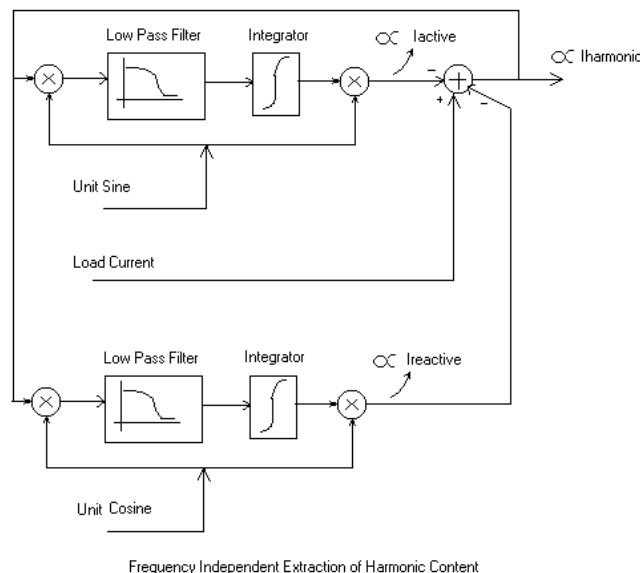 Low Pass Filter
Integrator
∝ Iactive
∝ Iharmonic
Unit Sine
Load Current
Low Pass Filter
Integrator
∝ Ireactive
Unit Cosine
Frequency Independent Extraction of Harmonic Content